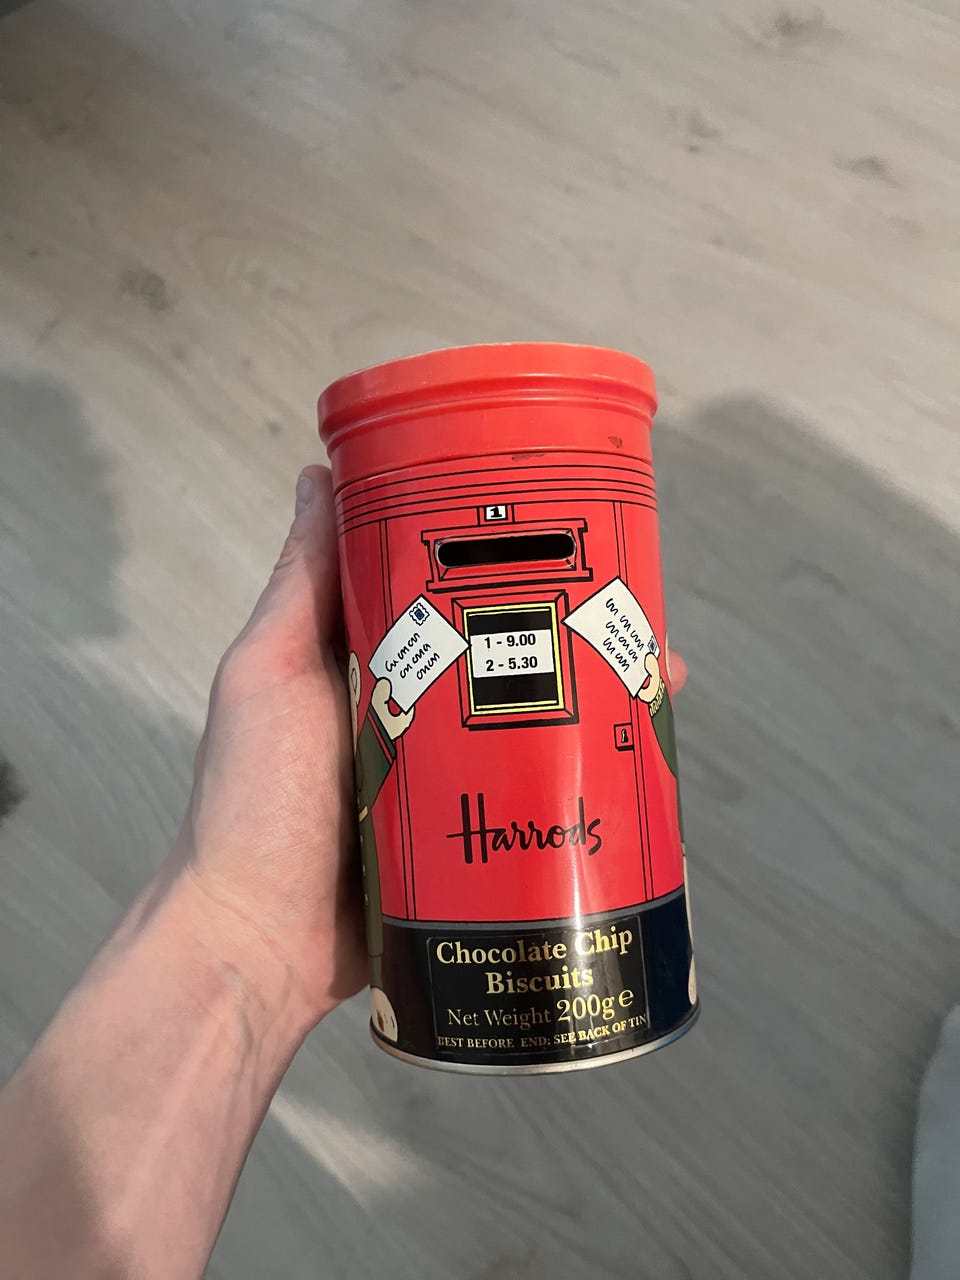 1
1 - 9.00
2 - 5.30
Harrods
Chocolate Chip
Biscuits
Net Weight 200g e
BEST BEFORE END: SEE BACK OF TIN